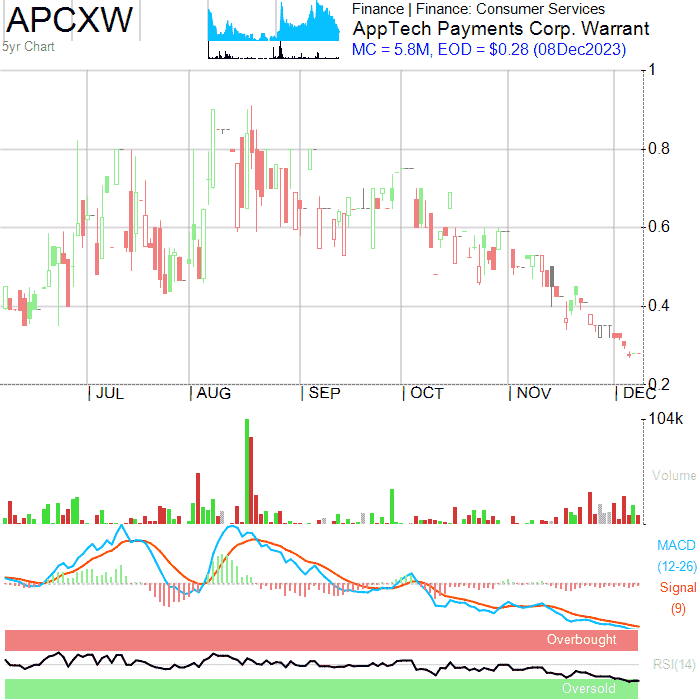 APCXW
5yr Chart
Finance | Finance: Consumer Services
AppTech Payments Corp. Warrant
MC = 5.8M, EOD = $0.28 (08Dec2023)
1
0.8
0.6
0.4
0.2
JUL AUG SEP OCT NOV DEC
104k
Volume
MACD
(12-26)
Signal
(9)
Overbought
RSI(14)
Oversold